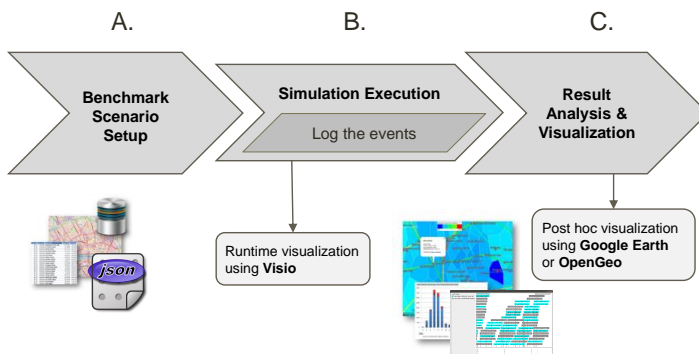 A.
B.
C.
Benchmark
Scenario
Setup
Simulation Execution
Log the events
Result
Analysis &
Visualization
json
Runtime visualization
using Visio
Post hoc visualization
using Google Earth
or OpenGeo